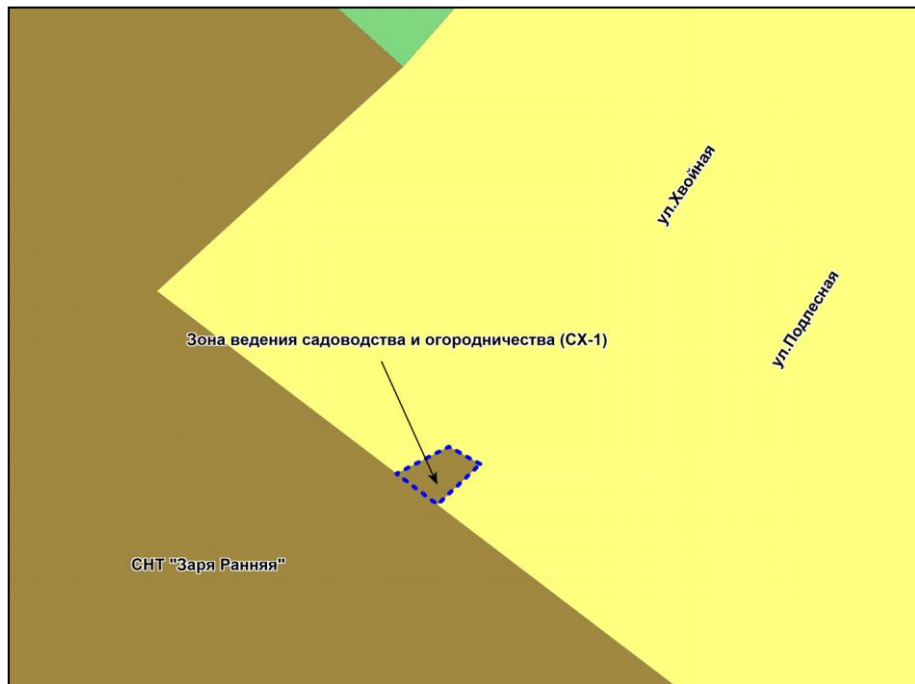 ул.Хвойная
ул.Подлесная
Зона ведения садоводства и огородничества (СХ-1)
СНТ "Заря Ранняя"